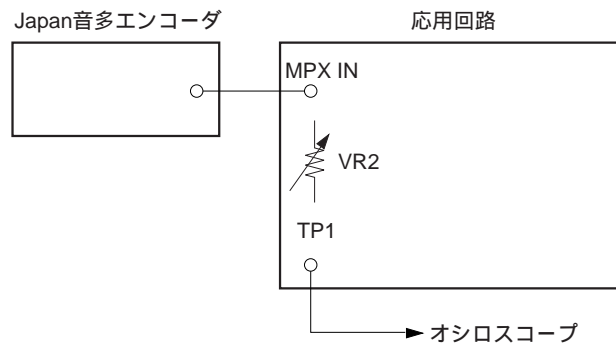 Japan音多エンコーダ
応用回路
MPX IN
VR2
TP1
オシロスコープ